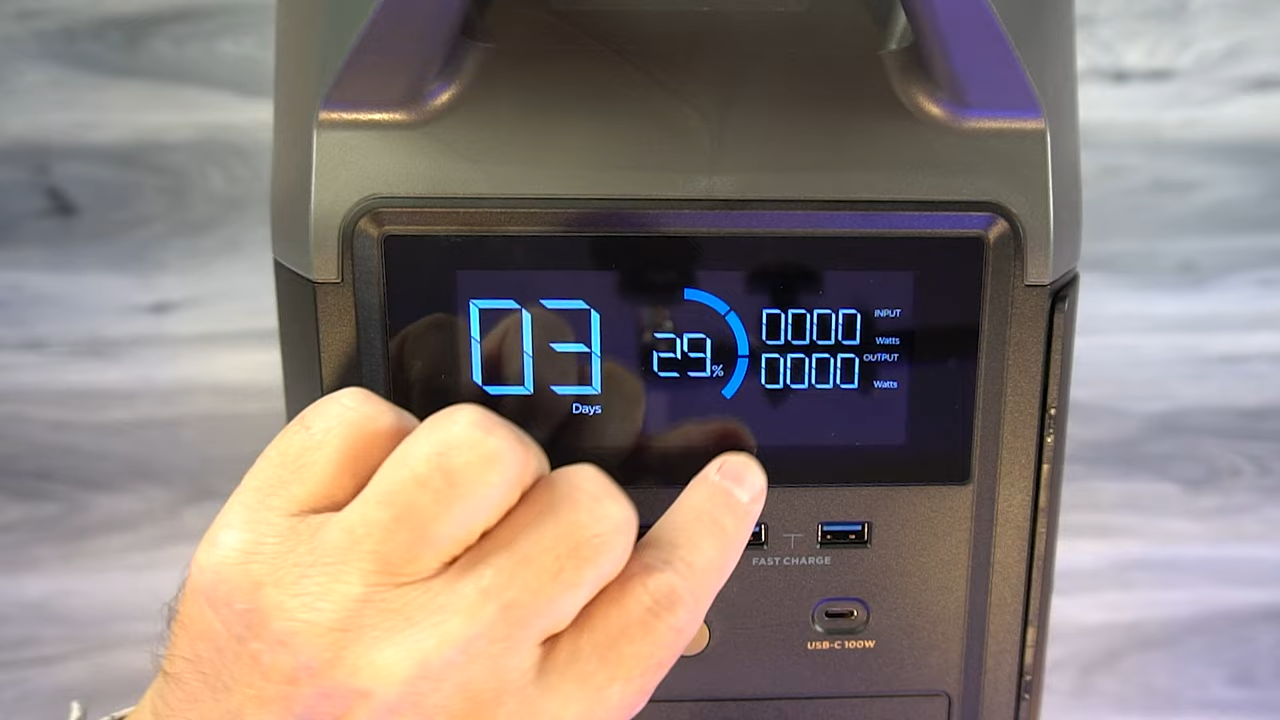 03
Days
29%
0000 INPUT
Watts
0000 OUTPUT
Watts
FAST CHARGE
USB-C 100W